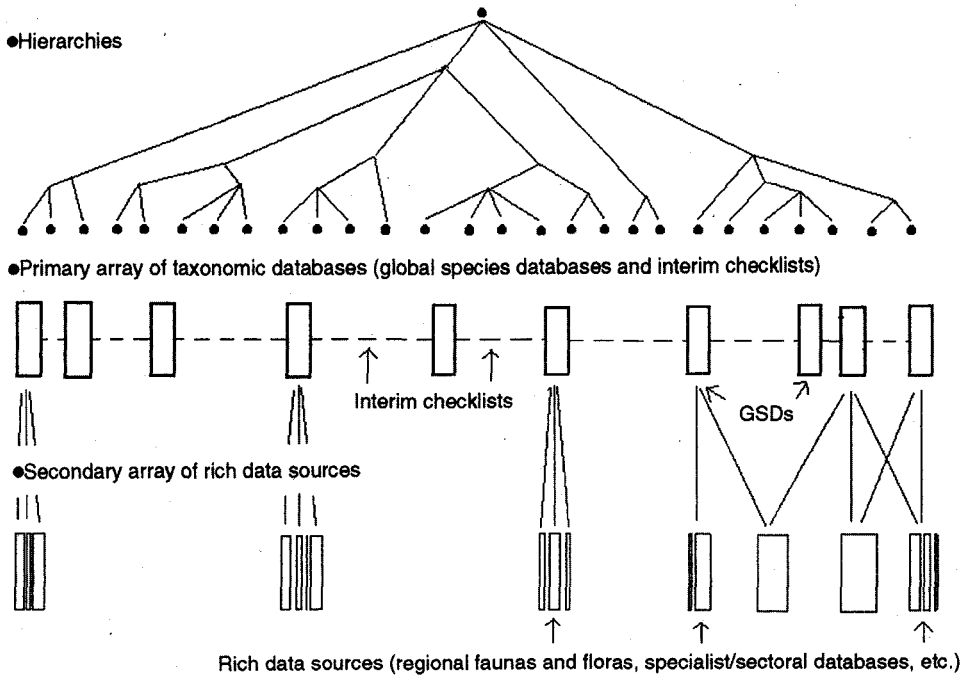 ●Hierarchies
●Primary array of taxonomic databases (global species databases and interim checklists)
Interim checklists
GSDs
●Secondary array of rich data sources
Rich data sources (regional faunas and floras, specialist/sectoral databases, etc.)